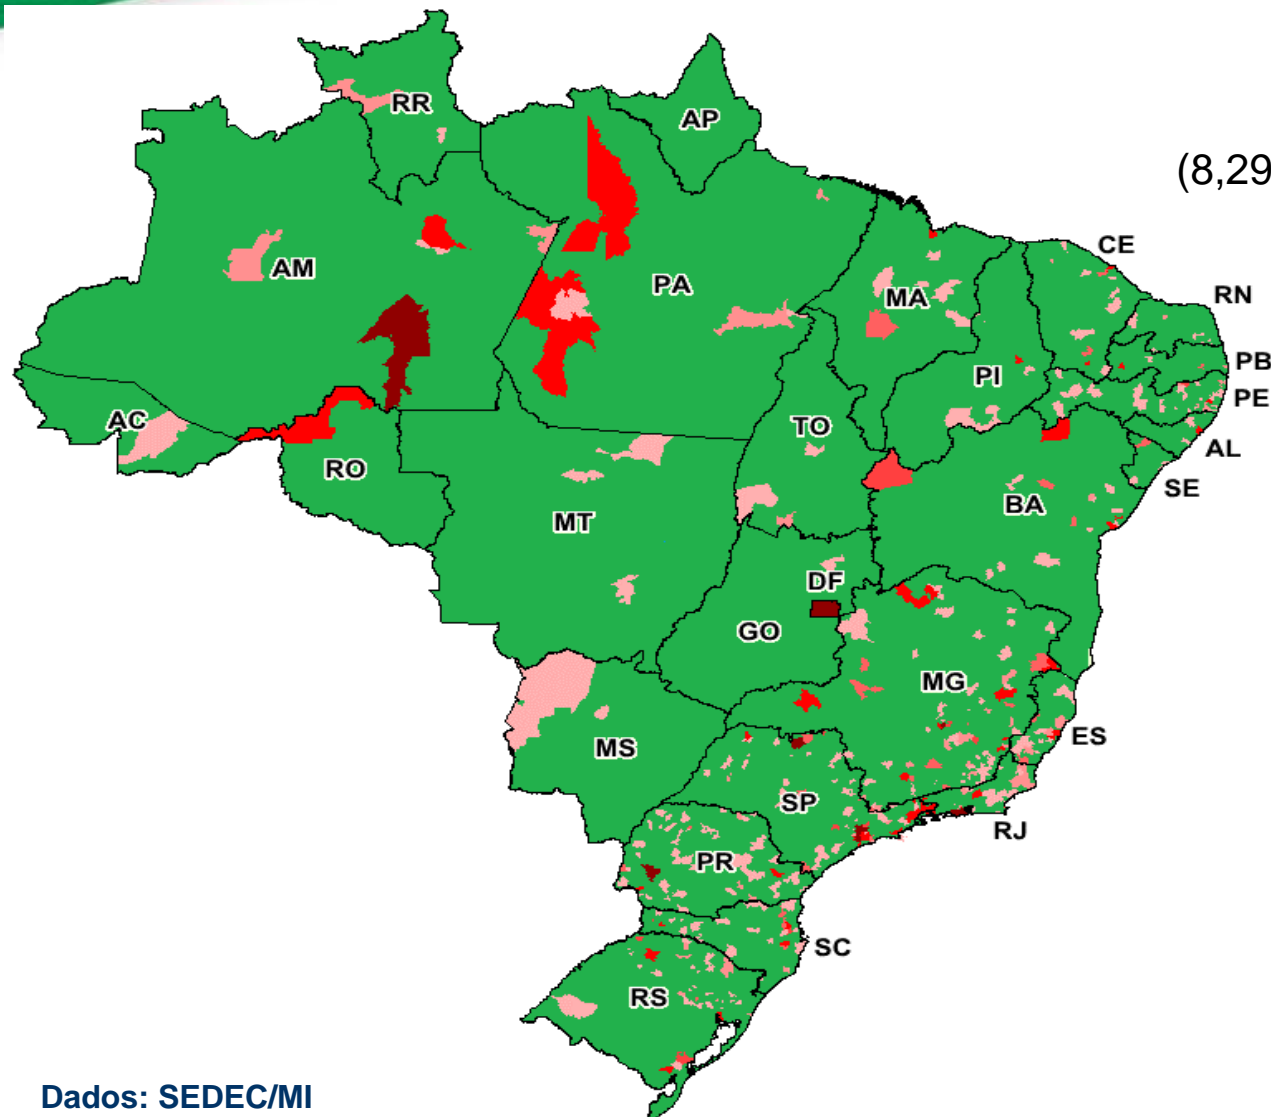 RR
AP
(8,29
CE
AM
PA
MA
RN
PB
PI
PE
AC
TO
AL
RO
SE
BA
MT
DF
GO
MG
ES
MS
SP
RJ
PR
SC
RS
Dados: SEDEC/MI